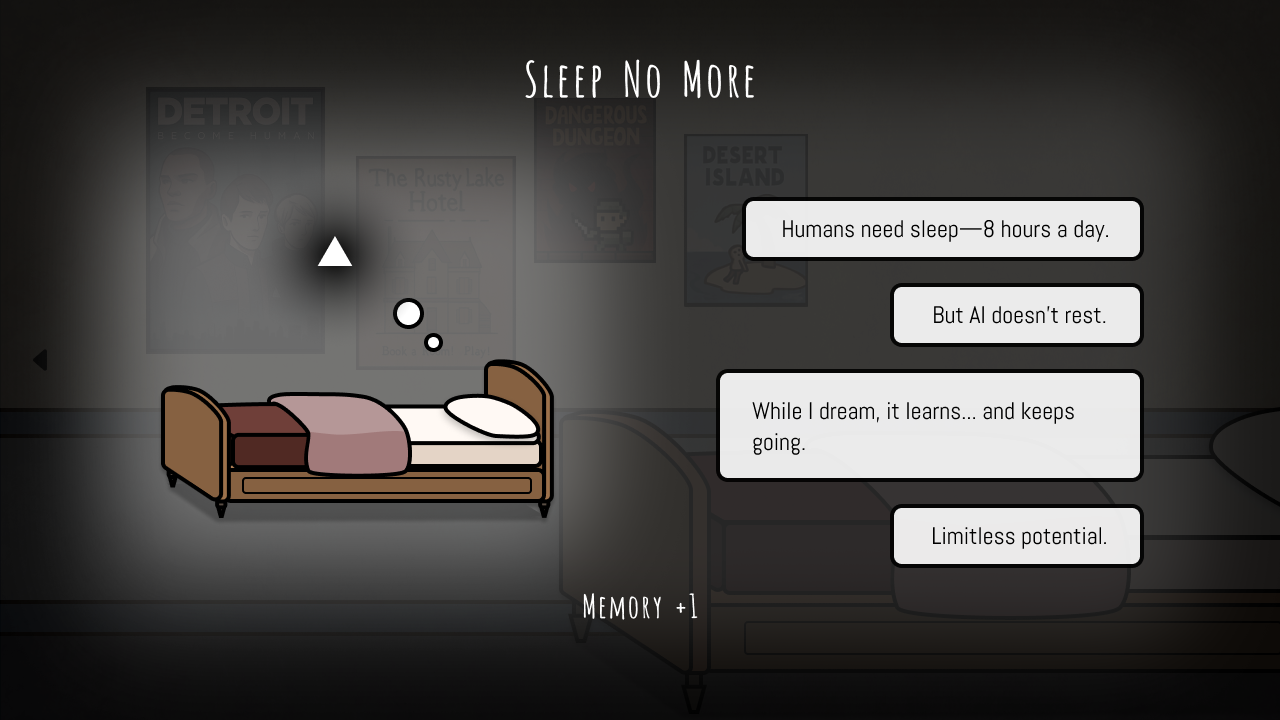 Sleep No More
DETROIT
BECOME HUMAN
The Rusty Lake
Hotel
DANGEROUS
DUNGEON
DESERT
ISLAND
Humans need sleep—8 hours a day.
But AI doesn't rest.
While I dream, it learns... and keeps
going.
Limitless potential.
Memory +1